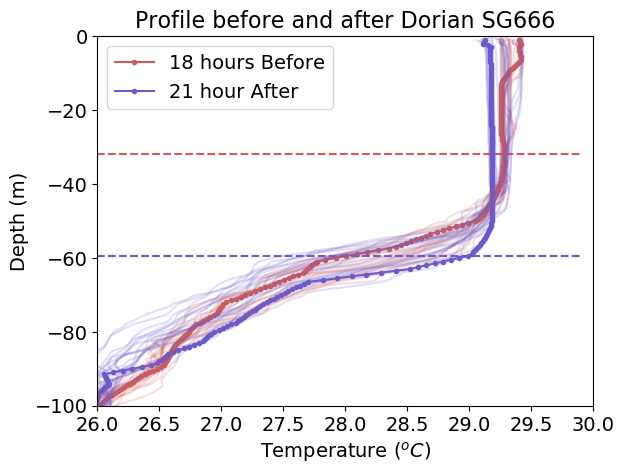 Profile before and after Dorian SG666
18 hours Before
21 hour After
0
−20
−40
−60
−80
−100
Depth (m)
26.0 26.5 27.0 27.5 28.0 28.5 29.0 29.5 30.0
Temperature (°C)